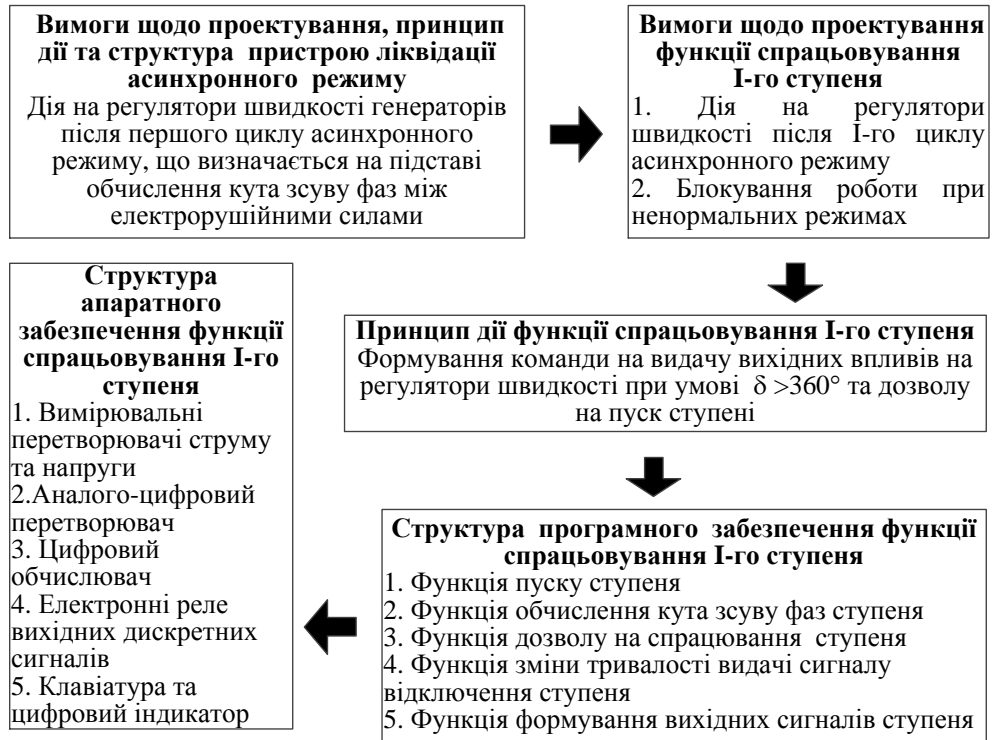 Вимоги щодо проектування, принцип
дії та структура пристрою ліквідації
асинхронного режиму
Дія на регулятори швидкості генераторів
після першого циклу асинхронного
режиму, що визначається на підставі
обчислення кута зсуву фаз між
електрорушійними силами
Вимоги щодо проектування
функції спрацьовування
І-го ступеня
1. Дія на регулятори
швидкості після І-го циклу
асинхронного режиму
2. Блокування роботи при
ненормальних режимах
Принцип дії функції спрацьовування І-го ступеня
Формування команди на видачу вихідних впливів на
регулятори швидкості при умові δ >360° та дозволу
на пуск ступені
Структура програмного забезпечення функції
спрацьовування І-го ступеня
1. Функція пуску ступеня
2. Функція обчислення кута зсуву фаз ступеня
3. Функція дозволу на спрацювання ступеня
4. Функція зміни тривалості видачі сигналу
відключення ступеня
5. Функція формування вихідних сигналів ступеня
Структура
апаратного
забезпечення функції
спрацьовування І-го
ступеня
1. Вимірювальні
перетворювачі струму
та напруги
2.Аналого-цифровий
перетворювач
3. Цифровий
обчислювач
4. Електронні реле
вихідних дискретних
сигналів
5. Клавіатура та
цифровий індикатор